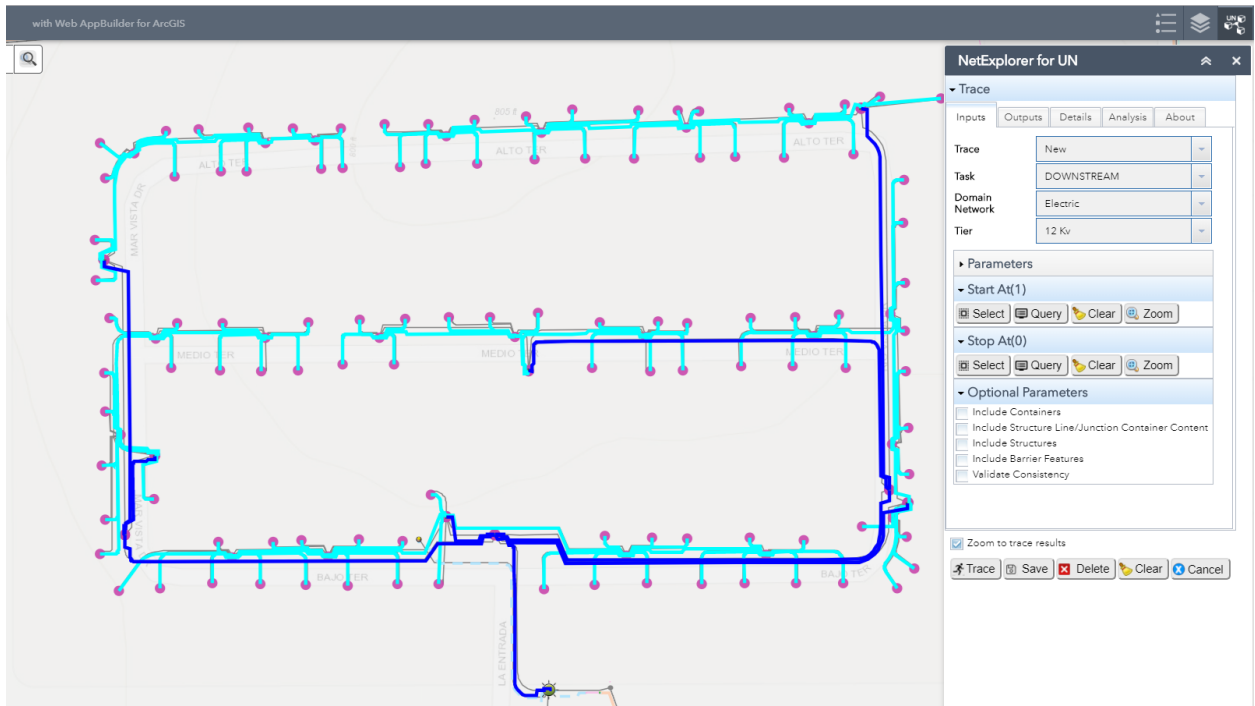 with Web AppBuilder for ArcGIS
UN
NetExplorer for UN
Trace
Inputs Outputs Details Analysis About
Trace New
Task DOWNSTREAM
Domain
Network Electric
Tier 12 Kv
Parameters
Start At(1)
Select Query Clear Zoom
Stop At(0)
Select Query Clear Zoom
Optional Parameters
Include Containers
Include Structure Line/Junction Container Content
Include Structures
Include Barrier Features
Validate Consistency
Zoom to trace results
Trace Save Delete Clear Cancel
805 ft
ALTO TER
ALTO TER
ALTO TER
MAR VISTA DR
MEDIO TER
MEDIO TER
MEDIO TER
BAJO TER
LA ENTRADA